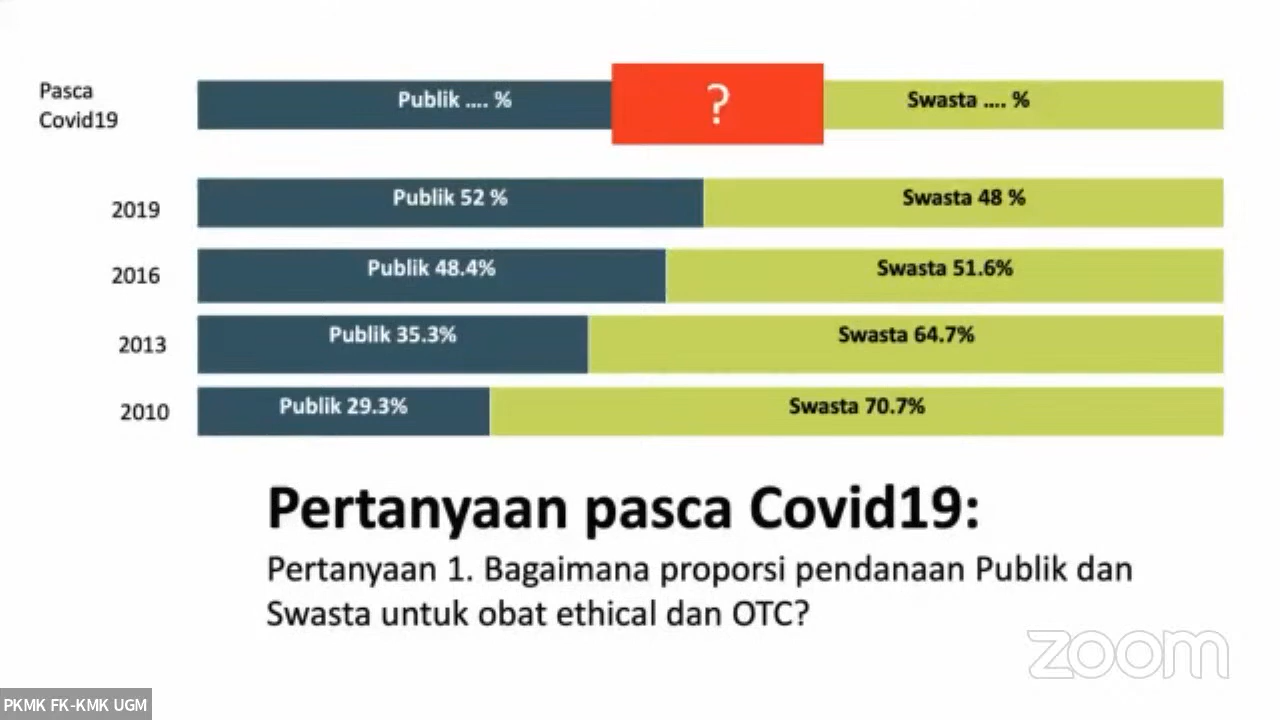 Pasca
Covid19
Publik .... %
?
Swasta .... %
2019
Publik 52 %
Swasta 48 %
2016
Publik 48.4%
Swasta 51.6%
2013
Publik 35.3%
Swasta 64.7%
2010
Publik 29.3%
Swasta 70.7%
Pertanyaan pasca Covid19:
Pertanyaan 1. Bagaimana proporsi pendanaan Publik dan
Swasta untuk obat ethical dan OTC?
zoom
PKMK FK-KMK UGM